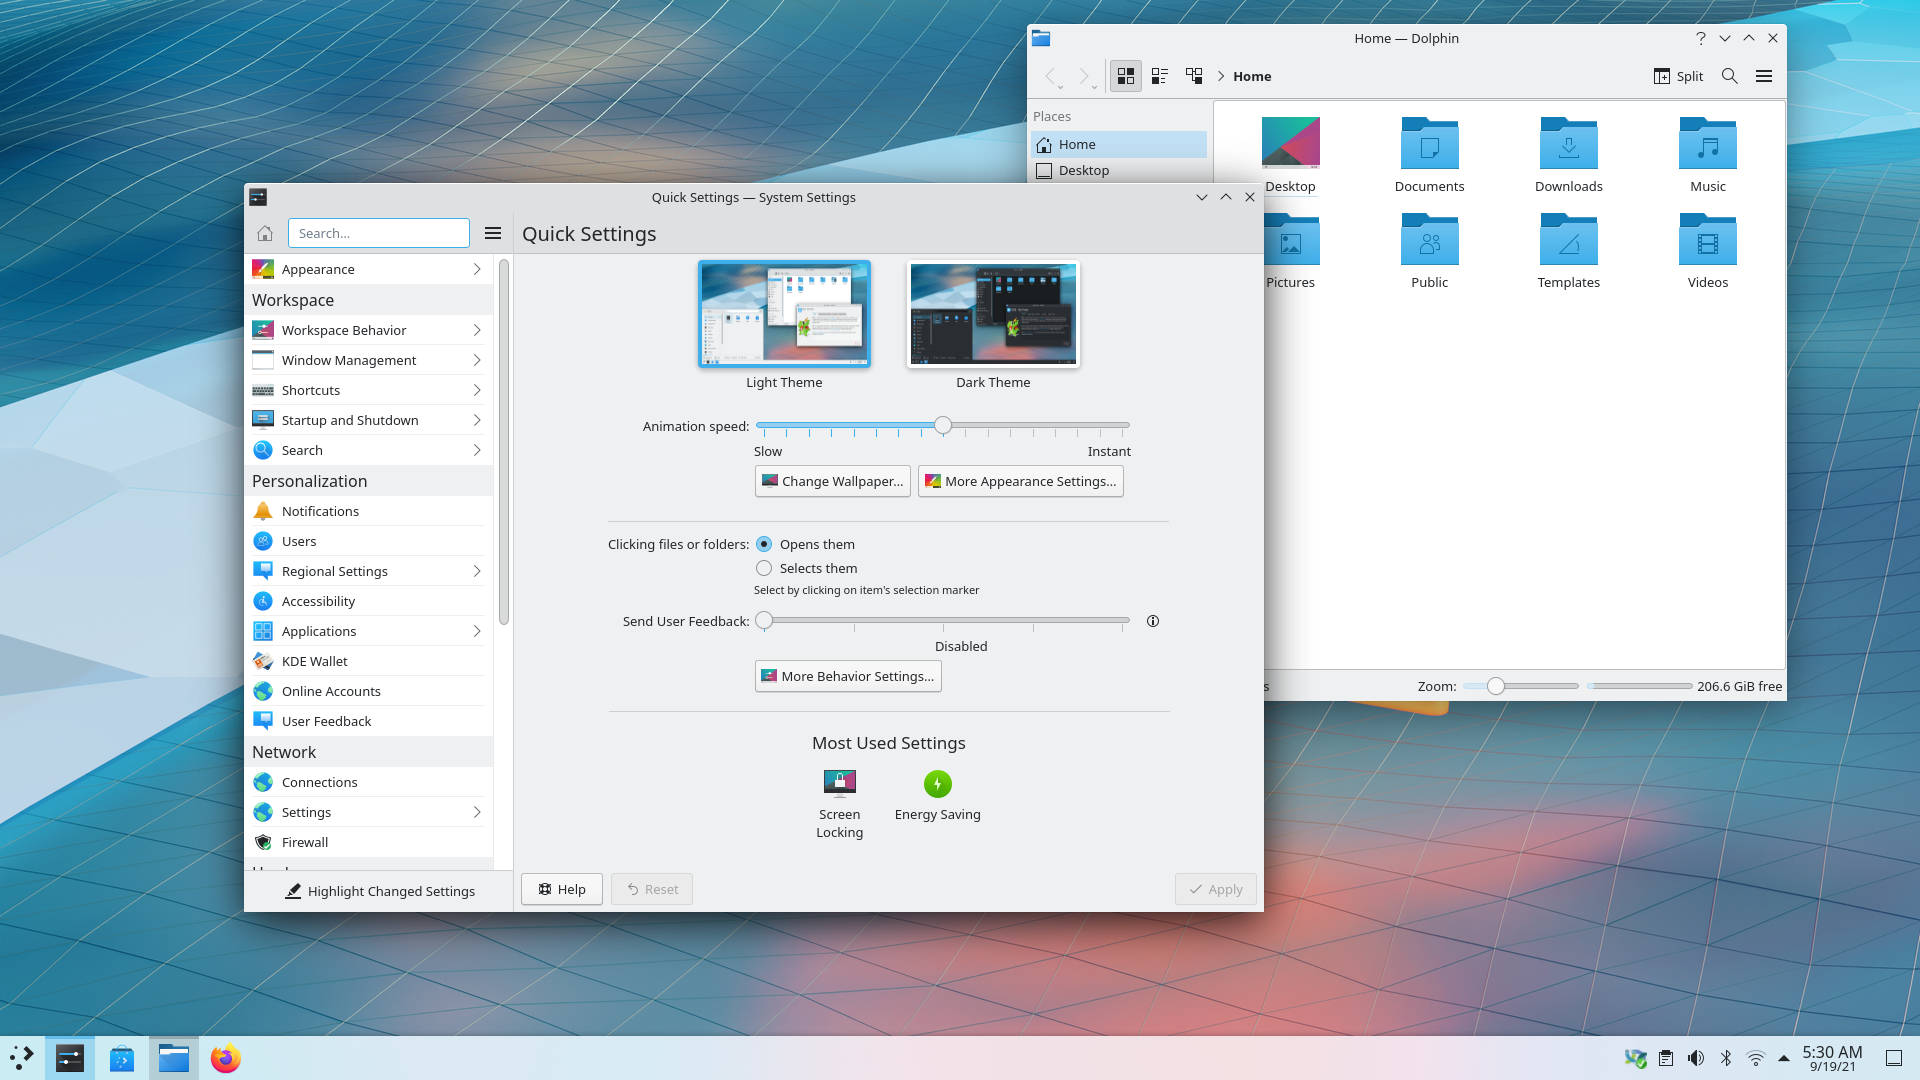 Home — Dolphin
Home
Split
Places
Home
Desktop
Desktop
Documents
Downloads
Music
Pictures
Public
Templates
Videos
s
Zoom:
206.6 GiB free
Quick Settings — System Settings
Search...
Quick Settings
Appearance
Workspace
Workspace Behavior
Window Management
Shortcuts
Startup and Shutdown
Search
Personalization
Notifications
Users
Regional Settings
Accessibility
Applications
KDE Wallet
Online Accounts
User Feedback
Network
Connections
Settings
Firewall
Highlight Changed Settings
Light Theme
Dark Theme
Animation speed:
Slow
Instant
Change Wallpaper...
More Appearance Settings...
Clicking files or folders:
Opens them
Selects them
Select by clicking on item's selection marker
Send User Feedback:
Disabled
More Behavior Settings...
Most Used Settings
Screen
Locking
Energy Saving
Help
Reset
Apply
5:30 AM
9/19/21